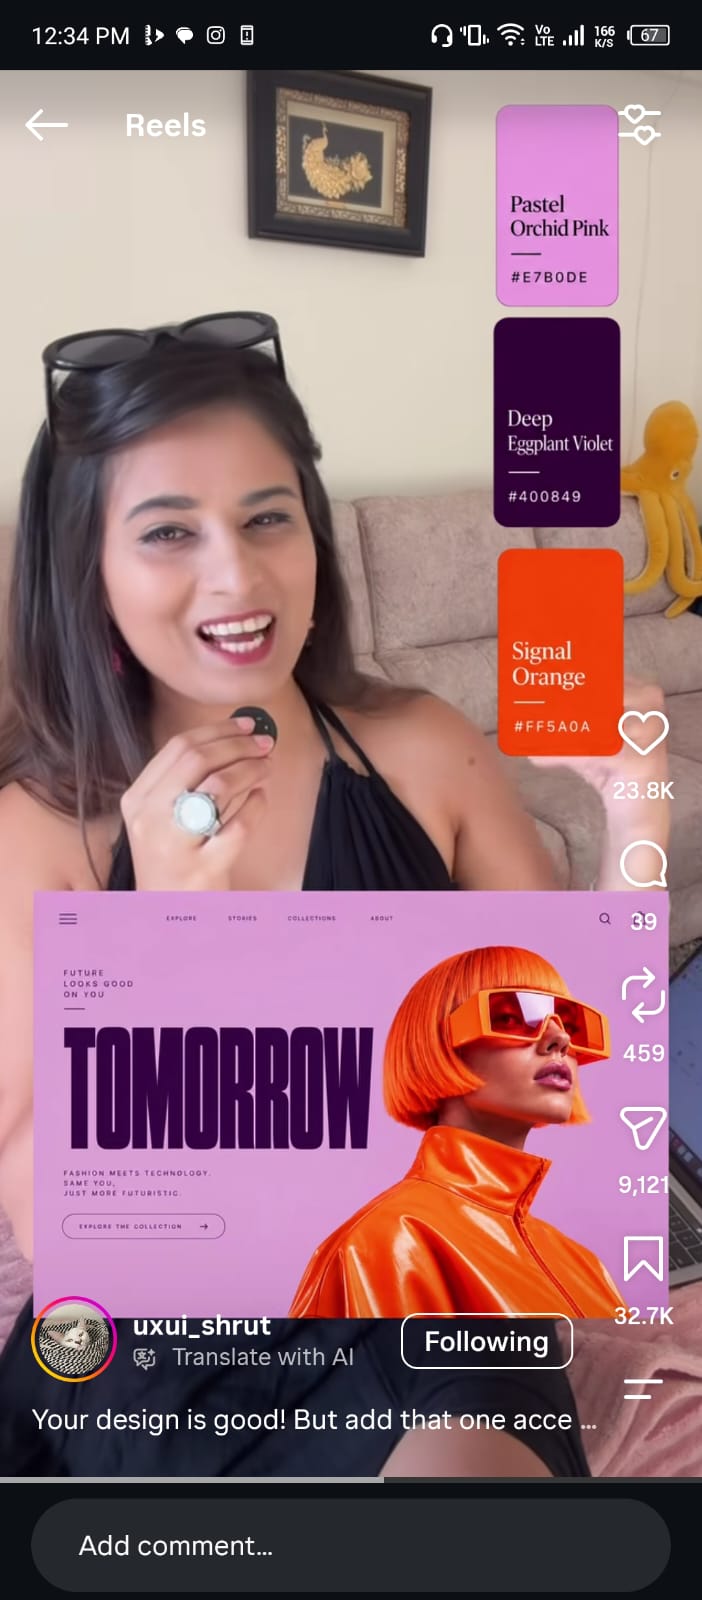 12:34 PM
Vo
LTE
166
K/S
67
Reels
Pastel
Orchid Pink
#E7B0DE
Deep
Eggplant Violet
#400849
Signal
Orange
#FF5A0A
23.8K
39
459
9,121
32.7K
EXPLORE STORIES COLLECTIONS ABOUT
FUTURE
LOOKS GOOD
ON YOU
TOMORROW
FASHION MEETS TECHNOLOGY.
SAME YOU,
JUST MORE FUTURISTIC.
EXPLORE THE COLLECTION →
uxui_shrut
Translate with AI
Following
Your design is good! But add that one acce ...
Add comment...